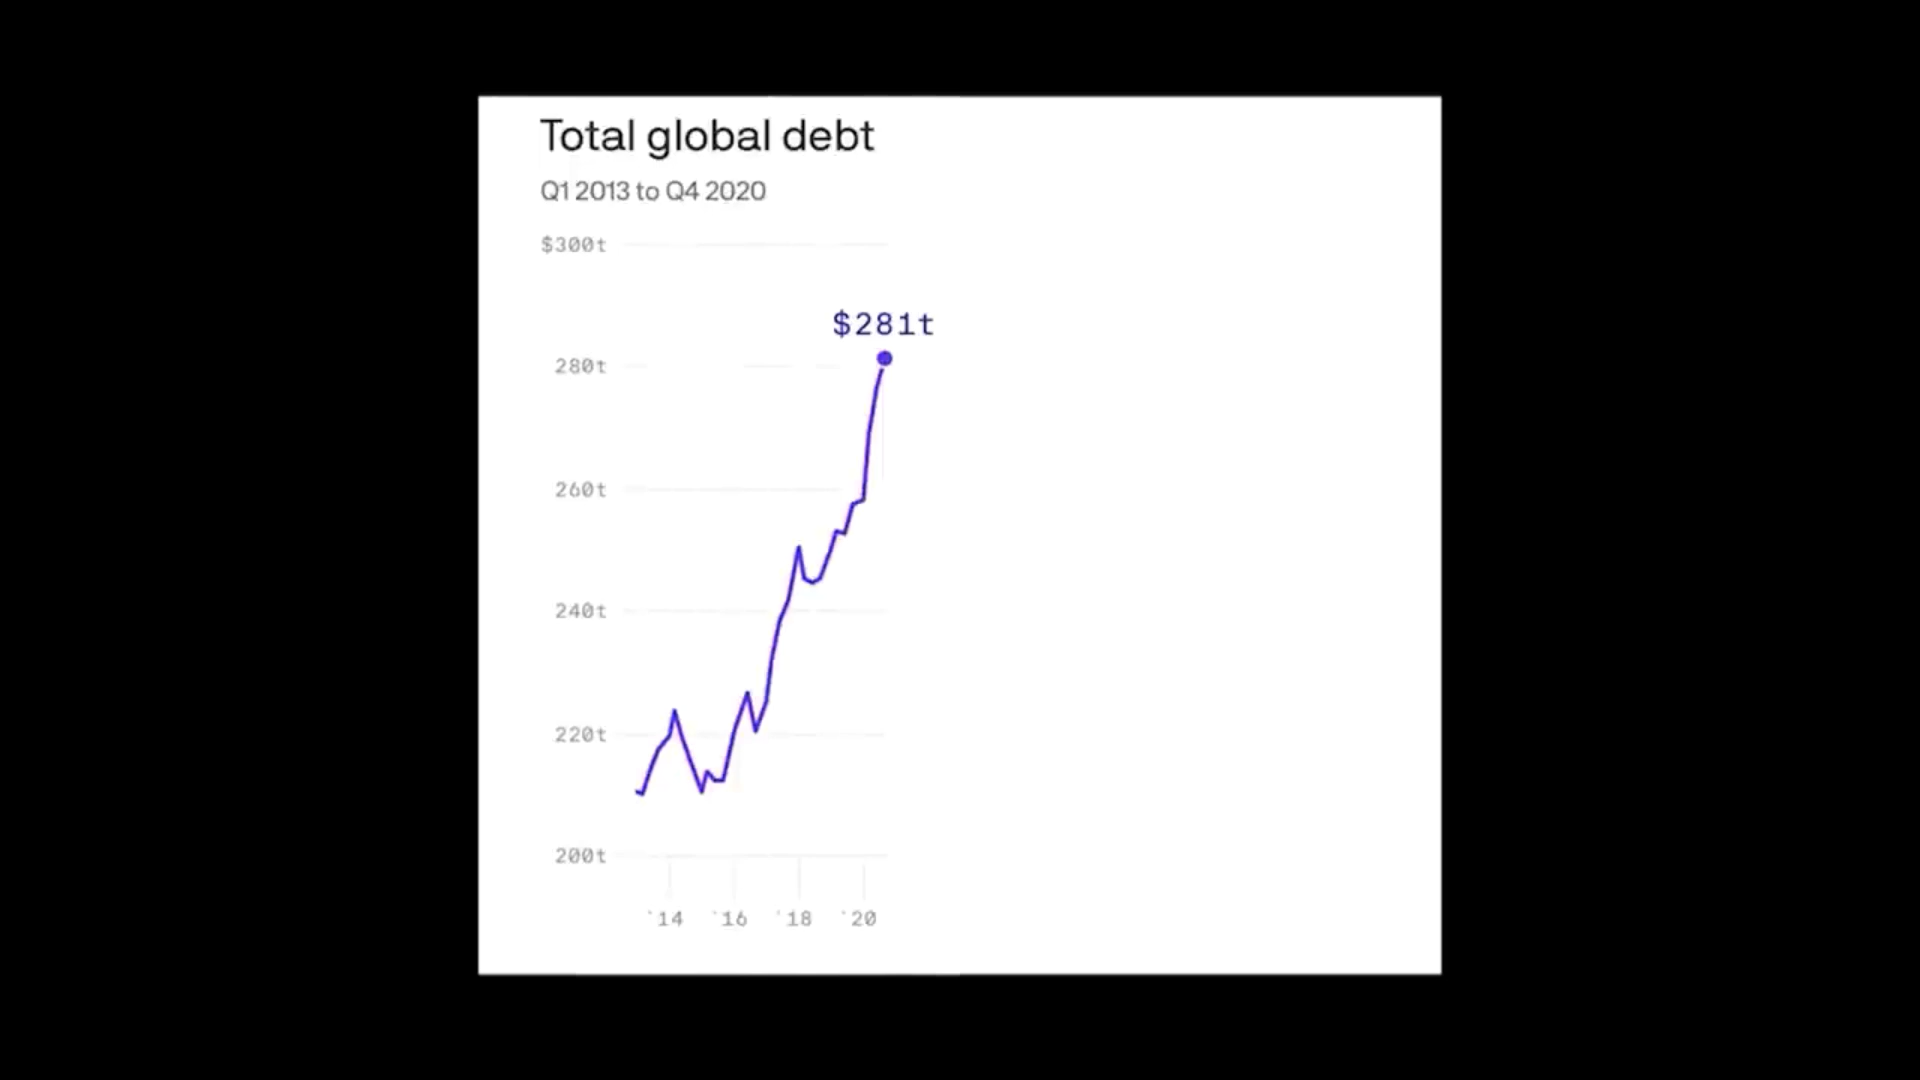 Total global debt
Q1 2013 to Q4 2020
$300t
$281t
280t
260t
240t
220t
200t
`14 `16 '18 `20